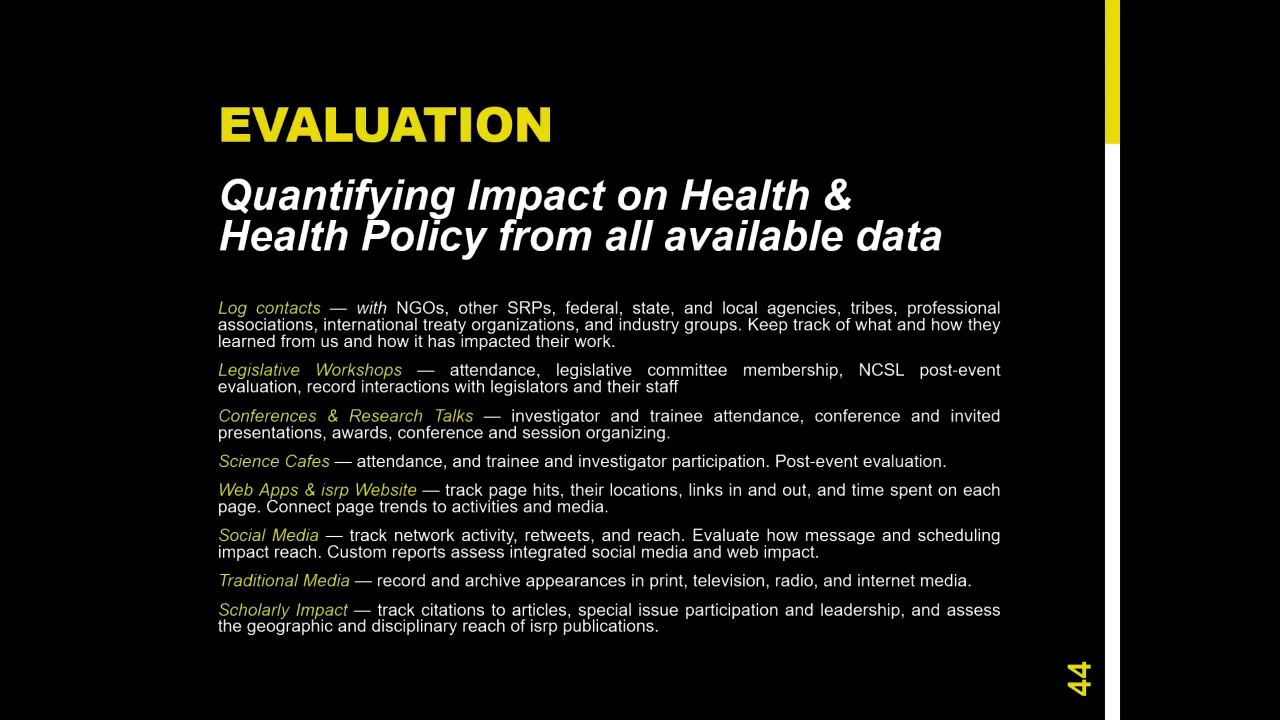 EVALUATION
Quantifying Impact on Health &
Health Policy from all available data
Log contacts — with NGOs, other SRPs, federal, state, and local agencies, tribes, professional
associations, international treaty organizations, and industry groups. Keep track of what and how they
learned from us and how it has impacted their work.
Legislative Workshops — attendance, legislative committee membership, NCSL post-event
evaluation, record interactions with legislators and their staff
Conferences & Research Talks — investigator and trainee attendance, conference and invited
presentations, awards, conference and session organizing.
Science Cafes — attendance, and trainee and investigator participation. Post-event evaluation.
Web Apps & isrp Website — track page hits, their locations, links in and out, and time spent on each
page. Connect page trends to activities and media.
Social Media — track network activity, retweets, and reach. Evaluate how message and scheduling
impact reach. Custom reports assess integrated social media and web impact.
Traditional Media — record and archive appearances in print, television, radio, and internet media.
Scholarly Impact — track citations to articles, special issue participation and leadership, and assess
the geographic and disciplinary reach of isrp publications.
44